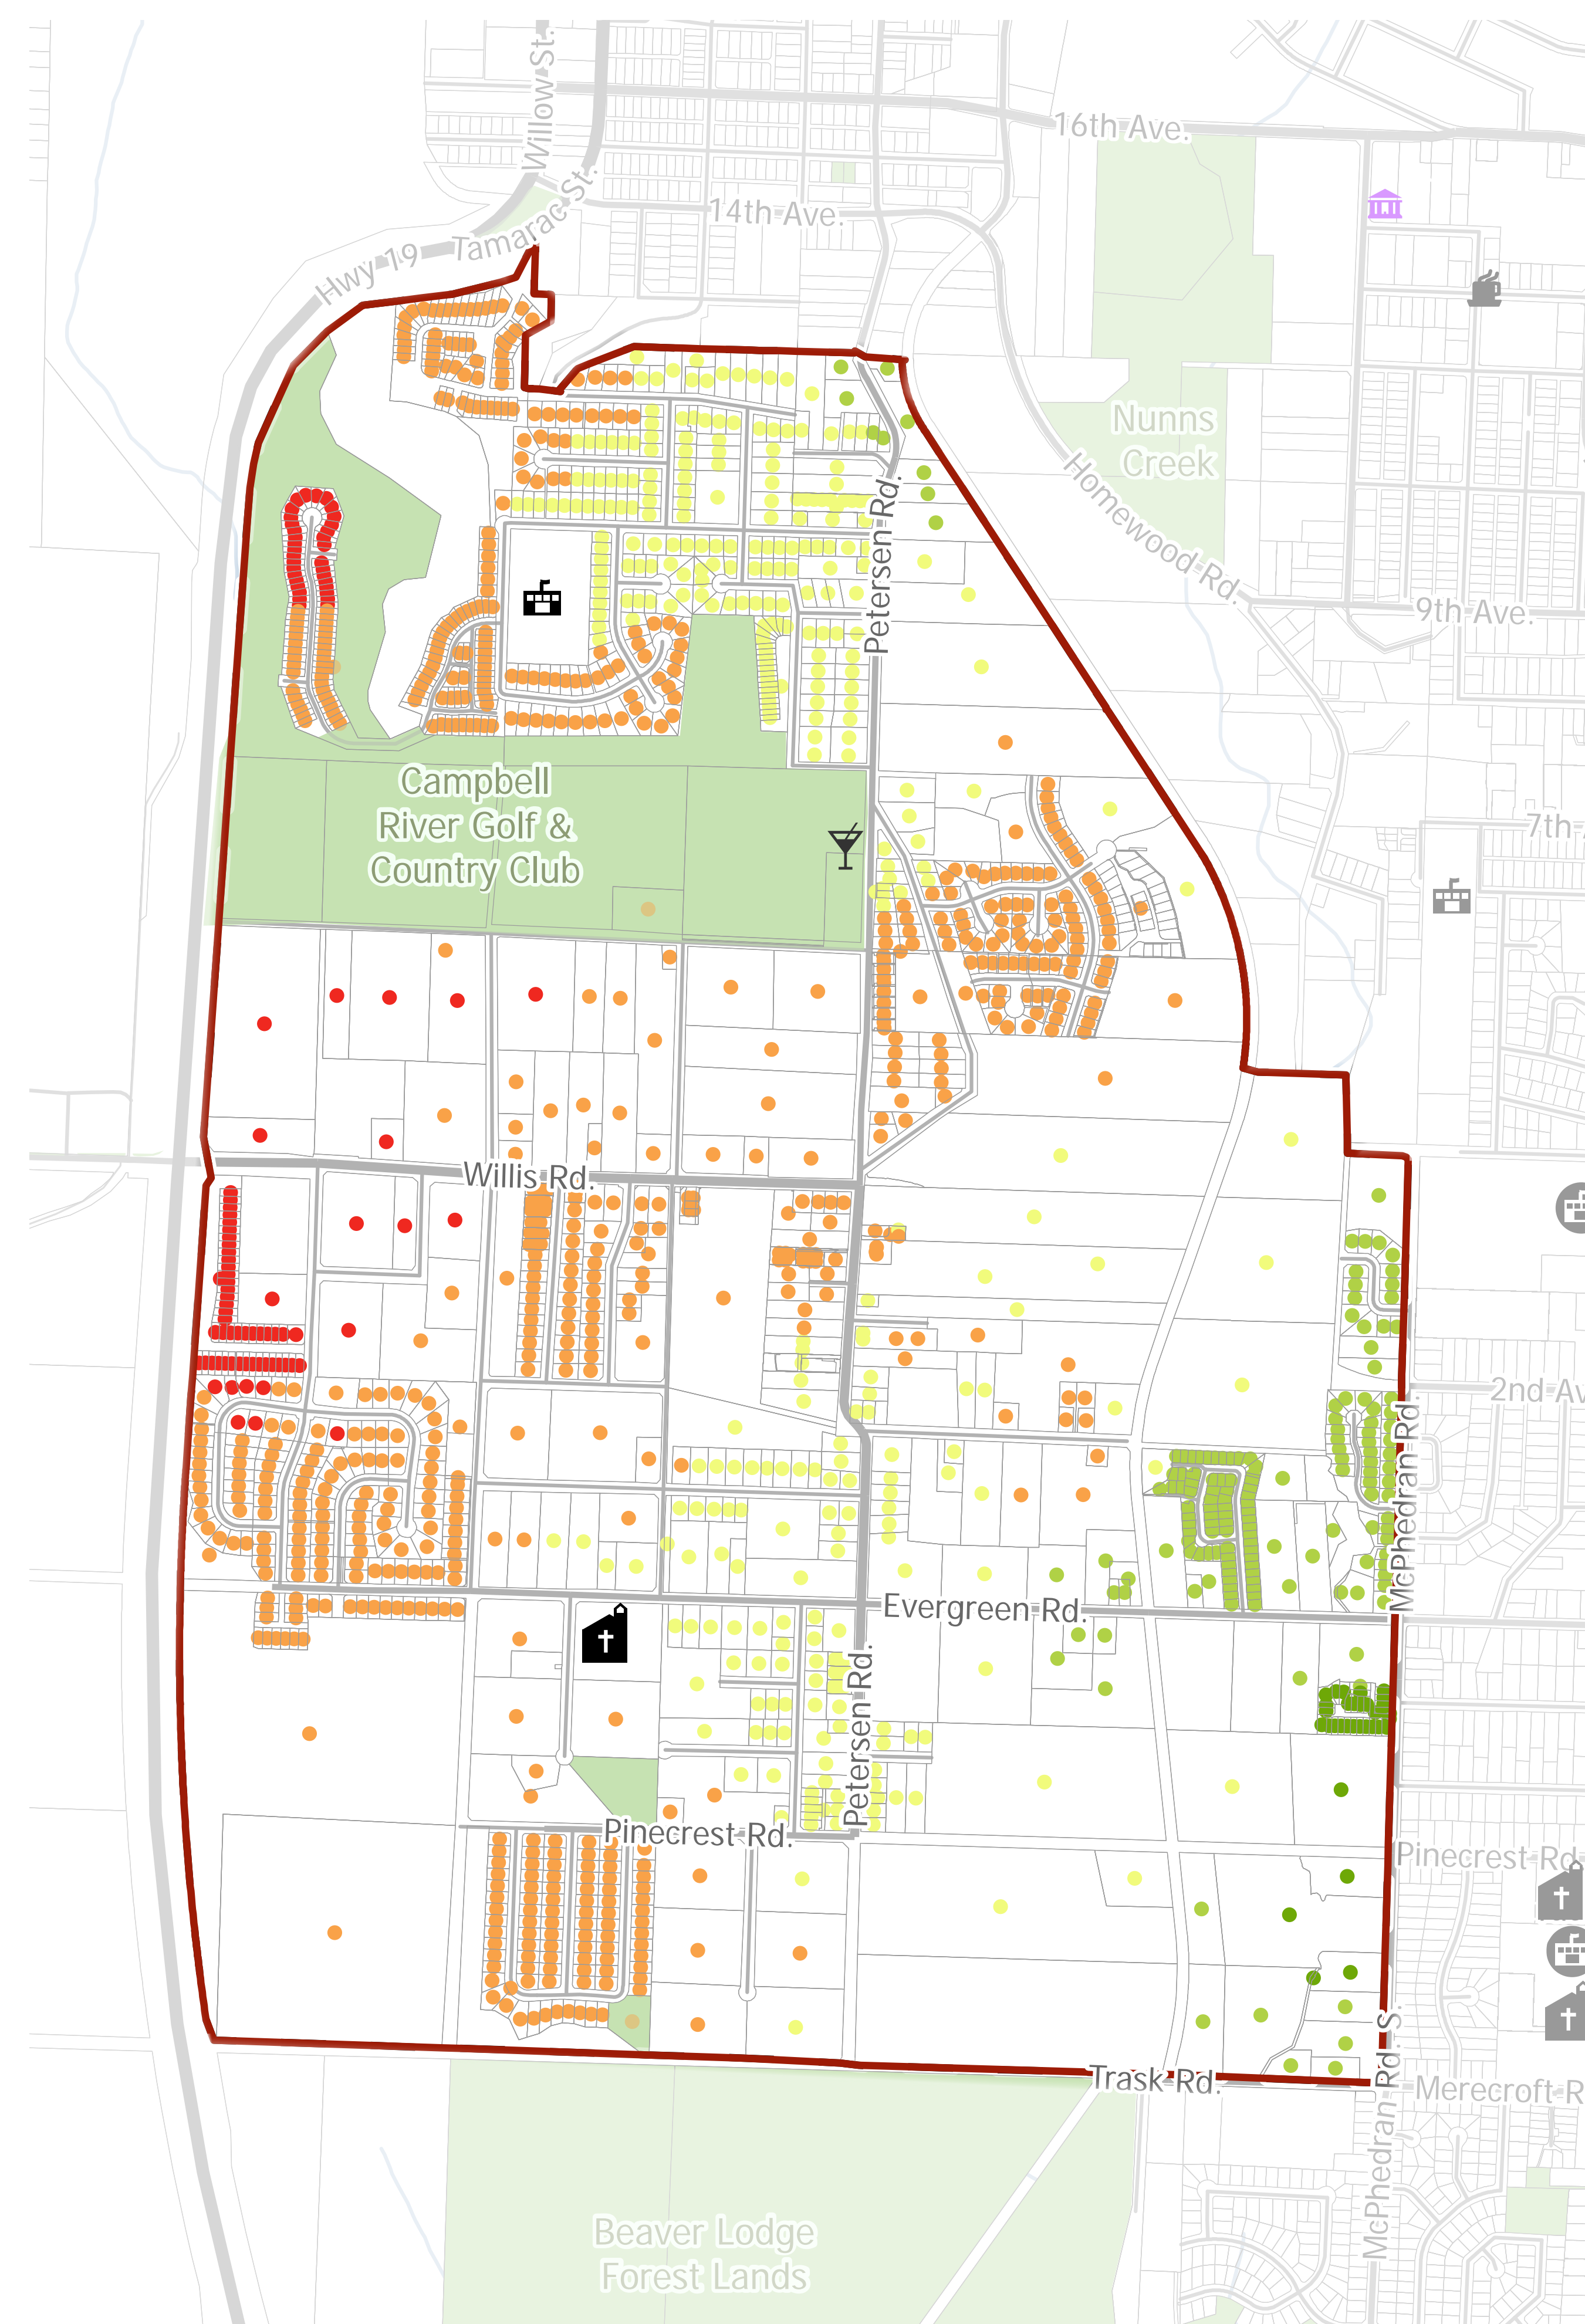 Willow St.
16th Ave.
Tamarac St.
14th Ave.
Hwy 19
Nunns
Creek
Homewood Rd.
Petersen Rd.
9th Ave.
Campbell
River Golf &
Country Club
7th
Willis Rd.
2nd Av
McPhedran Rd.
Evergreen Rd.
Petersen Rd.
Pinecrest Rd.
Pinecrest Rd
Trask Rd.
Merecroft R
McPhedran Rd. S.
Beaver Lodge
Forest Lands